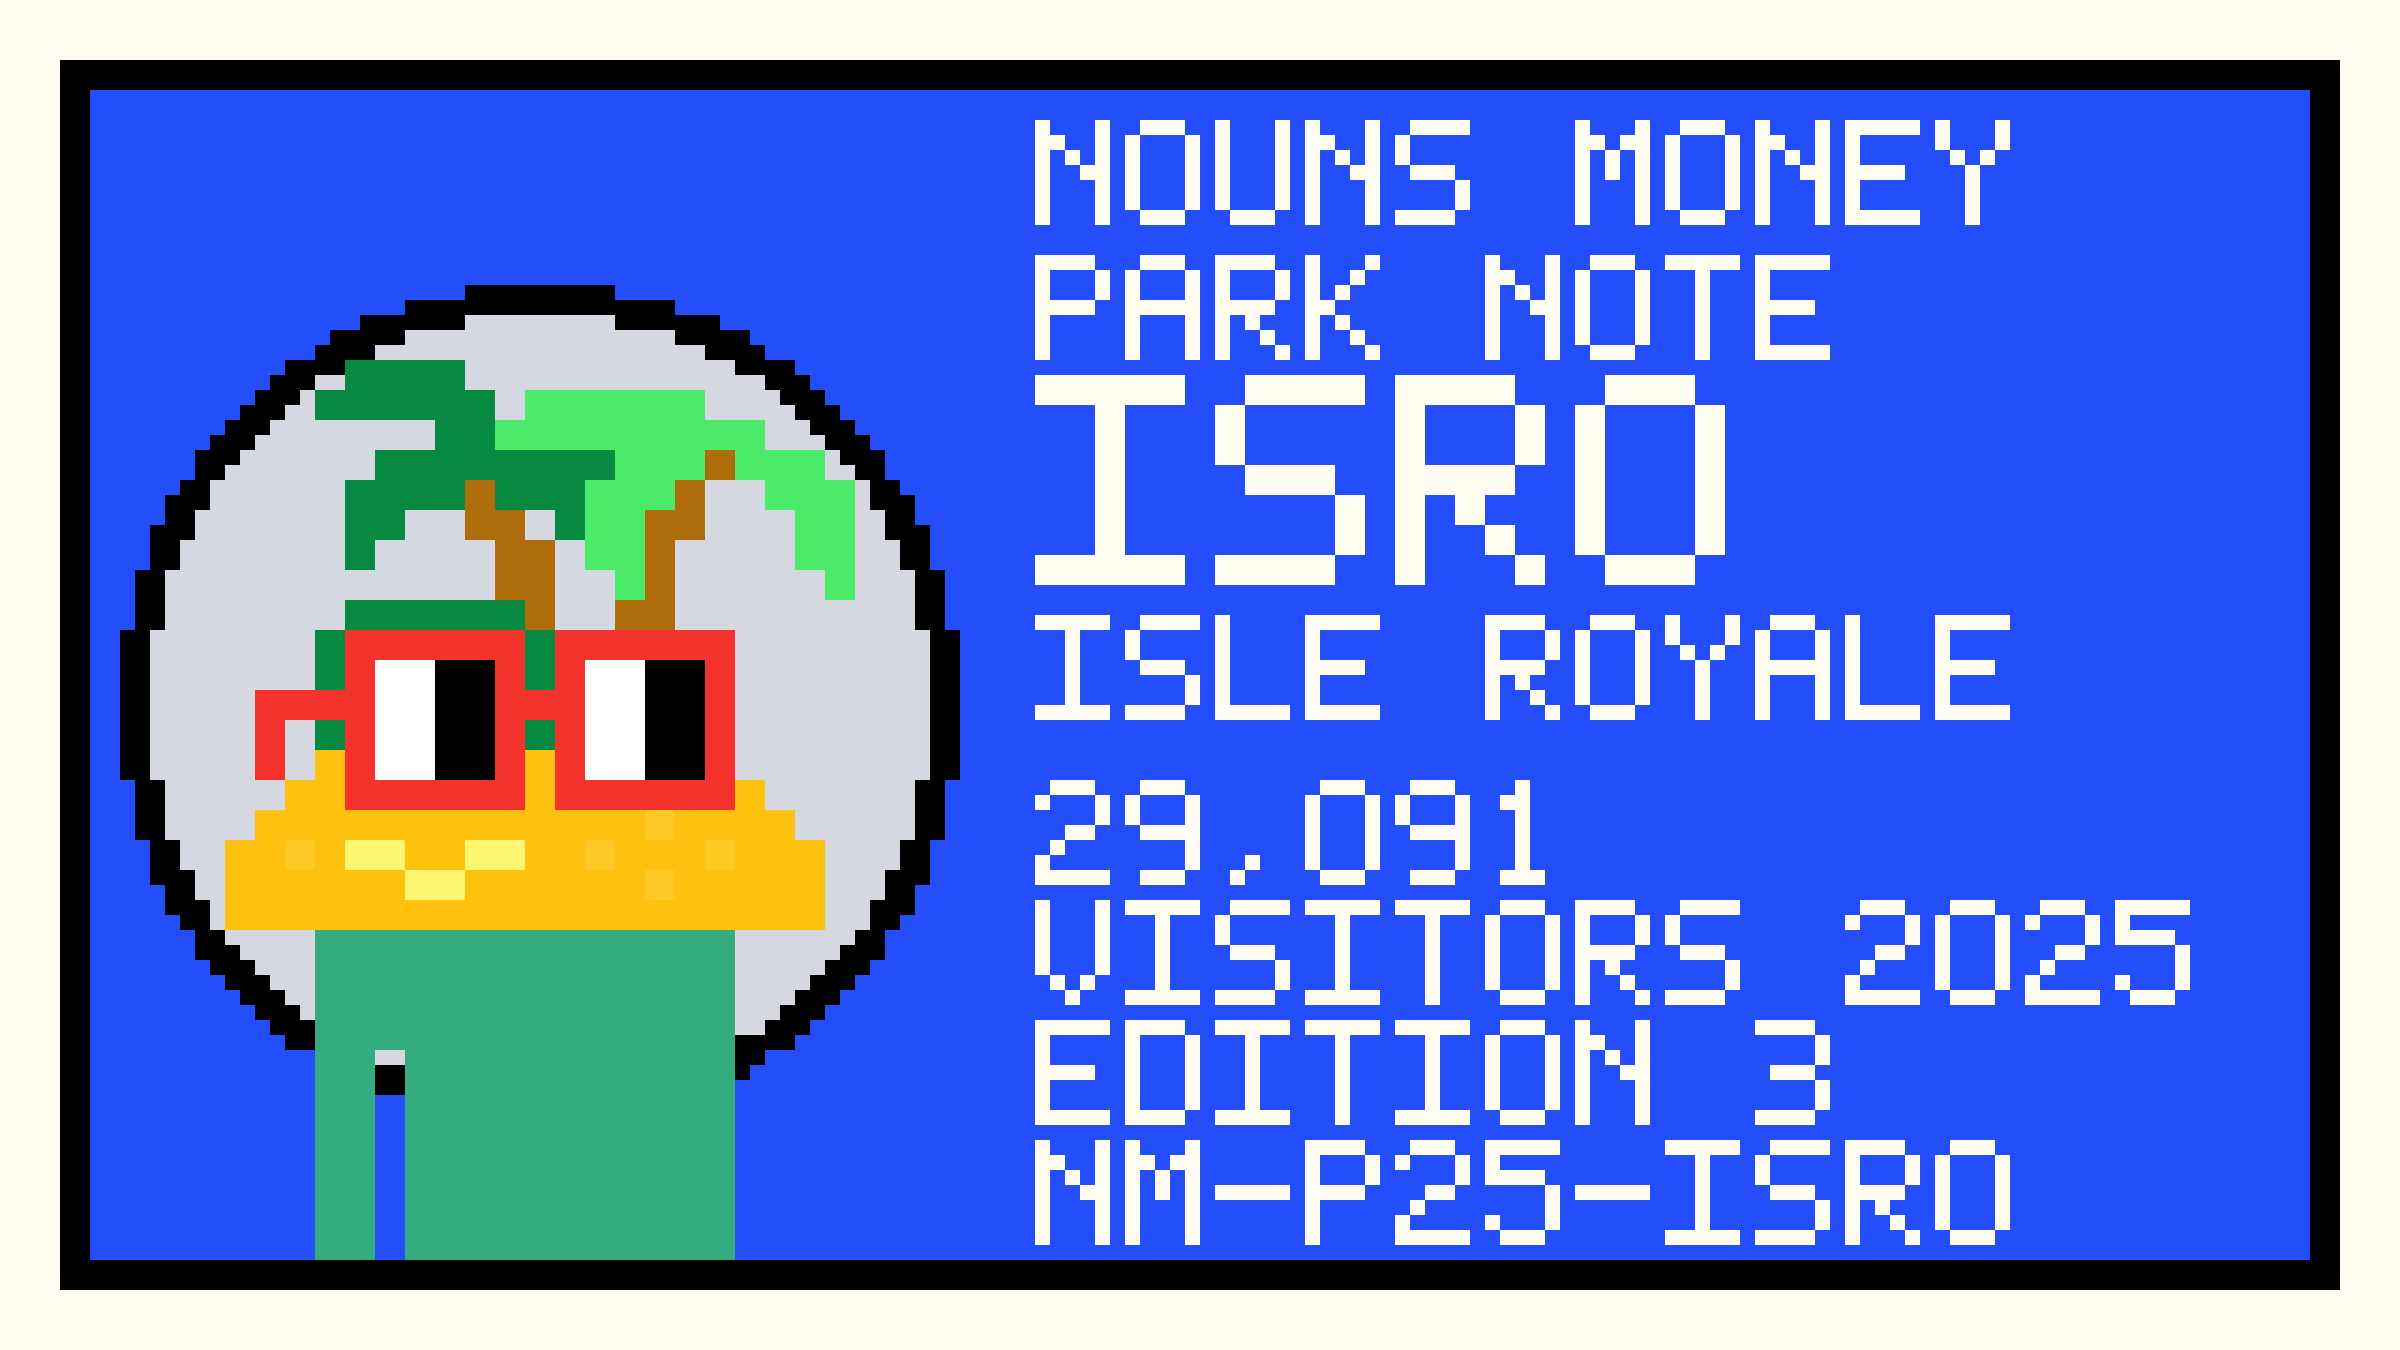 NOUNS MONEY
PARK NOTE
ISRO
ISLE ROYALE
29,091
VISITORS 2025
EDITION 3
NM-P25-ISRO